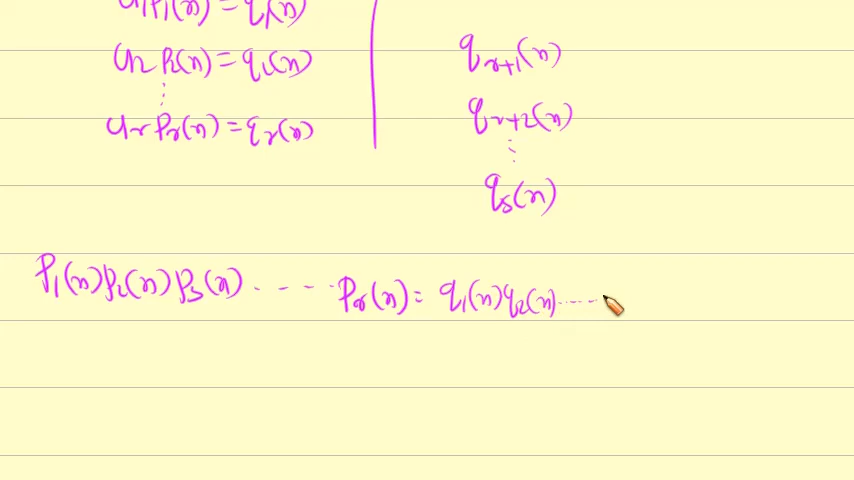 u₁p₁(x) = q₁(x)
u₂p₂(x) = q₂(x)
⋮
uᵣpᵣ(x) = qᵣ(x)
qᵣ₊₁(x)
qᵣ₊₂(x)
⋮
qₛ(x)
p₁(x)p₂(x)p₃(x) . - - - . pᵣ(x) = q₁(x)q₂(x) ......